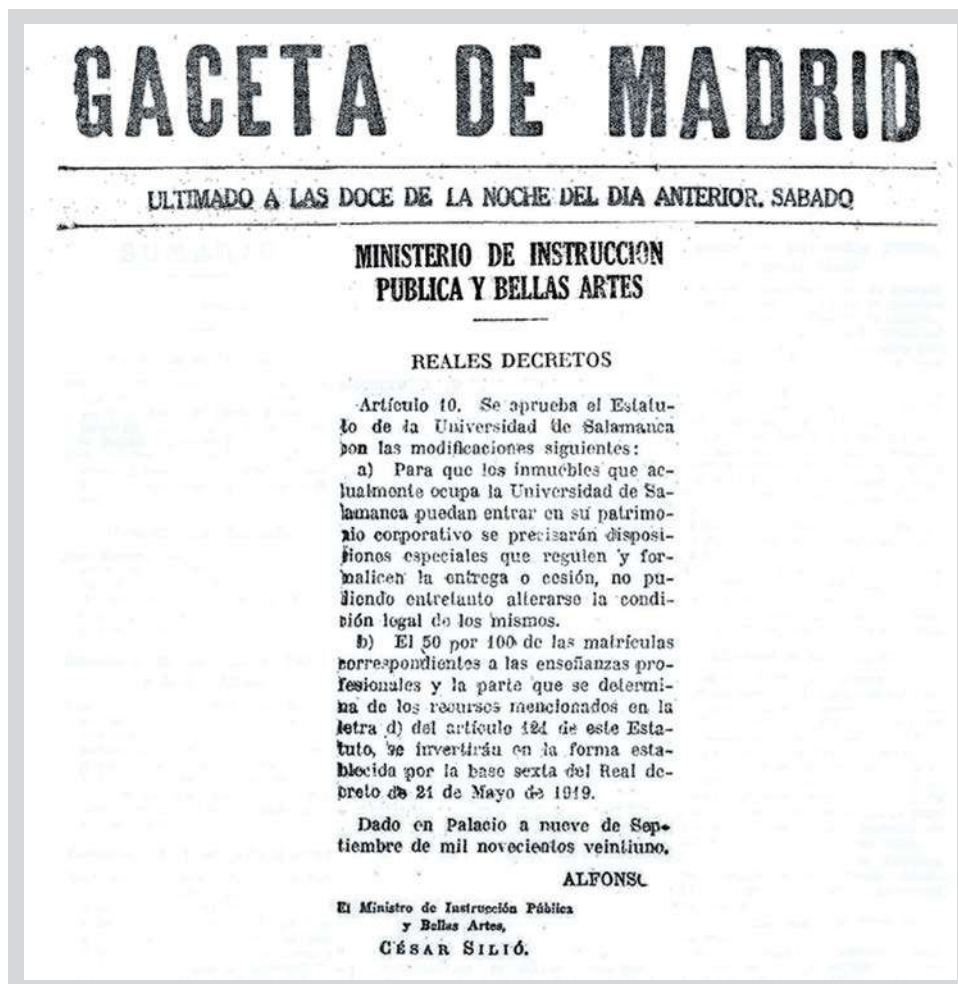 GACETA DE MADRID
ULTIMADO A LAS DOCE DE LA NOCHE DEL DIA ANTERIOR. SABADO
MINISTERIO DE INSTRUCCION
PUBLICA Y BELLAS ARTES
REALES DECRETOS
Artículo 10. Se aprueba el Estatu-
to de la Universidad de Salamanca
con las modificaciones siguientes:
a) Para que los inmuebles que ac-
tualmente ocupa la Universidad de Sa-
lamanca puedan entrar en su patrimo-
nio corporativo se precisarán disposi-
ciones especiales que regulen y for-
malicen la entrega o cesión, no pu-
diendo entretanto alterarse la condi-
ción legal de los mismos.
b) El 50 por 100 de las matrículas
correspondientes a las enseñanzas pro-
fesionales y la parte que se determi-
na de los recursos mencionados en la
letra d) del artículo 121 de este Esta-
tuto, se invertirán en la forma esta-
blecida por la base sexta del Real de-
creto de 21 de Mayo de 1919.
Dado en Palacio a nueve de Sep-
tiembre de mil novecientos veintiuno.
ALFONSO
El Ministro de Instrucción Pública
y Bellas Artes,
CÉSAR SILIÓ.